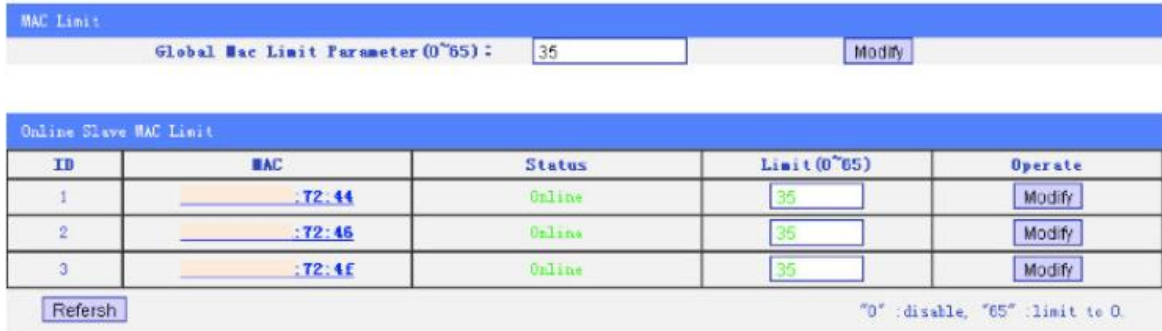 MAC Limit
Global Mac Limit Parameter(0~65): 35 Modify
Online Slave MAC Limit
ID MAC Status Limit(0~65) Operate
1 :72:44 Online 35 Modify
2 :72:46 Online 35 Modify
3 :72:4f Online 35 Modify
Refersh "0" :disable, "65" :limit to 0.